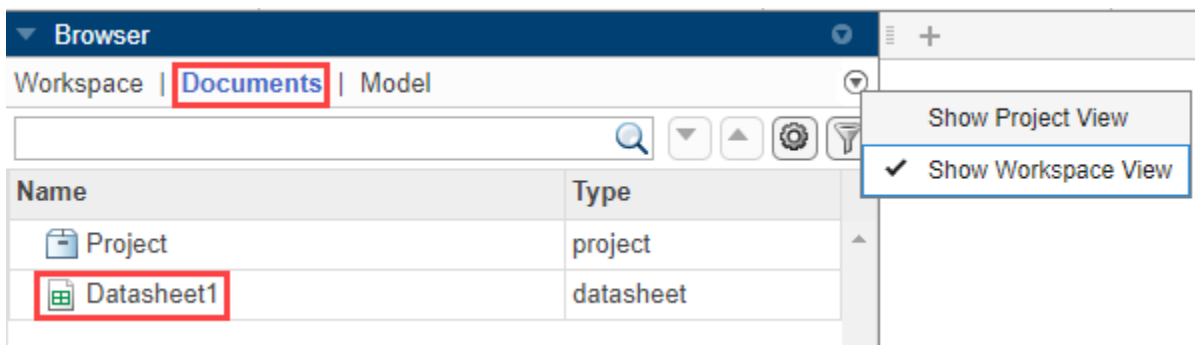 Browser
Workspace | Documents | Model
Show Project View
Show Workspace View
Name Type
Project project
Datasheet1 datasheet